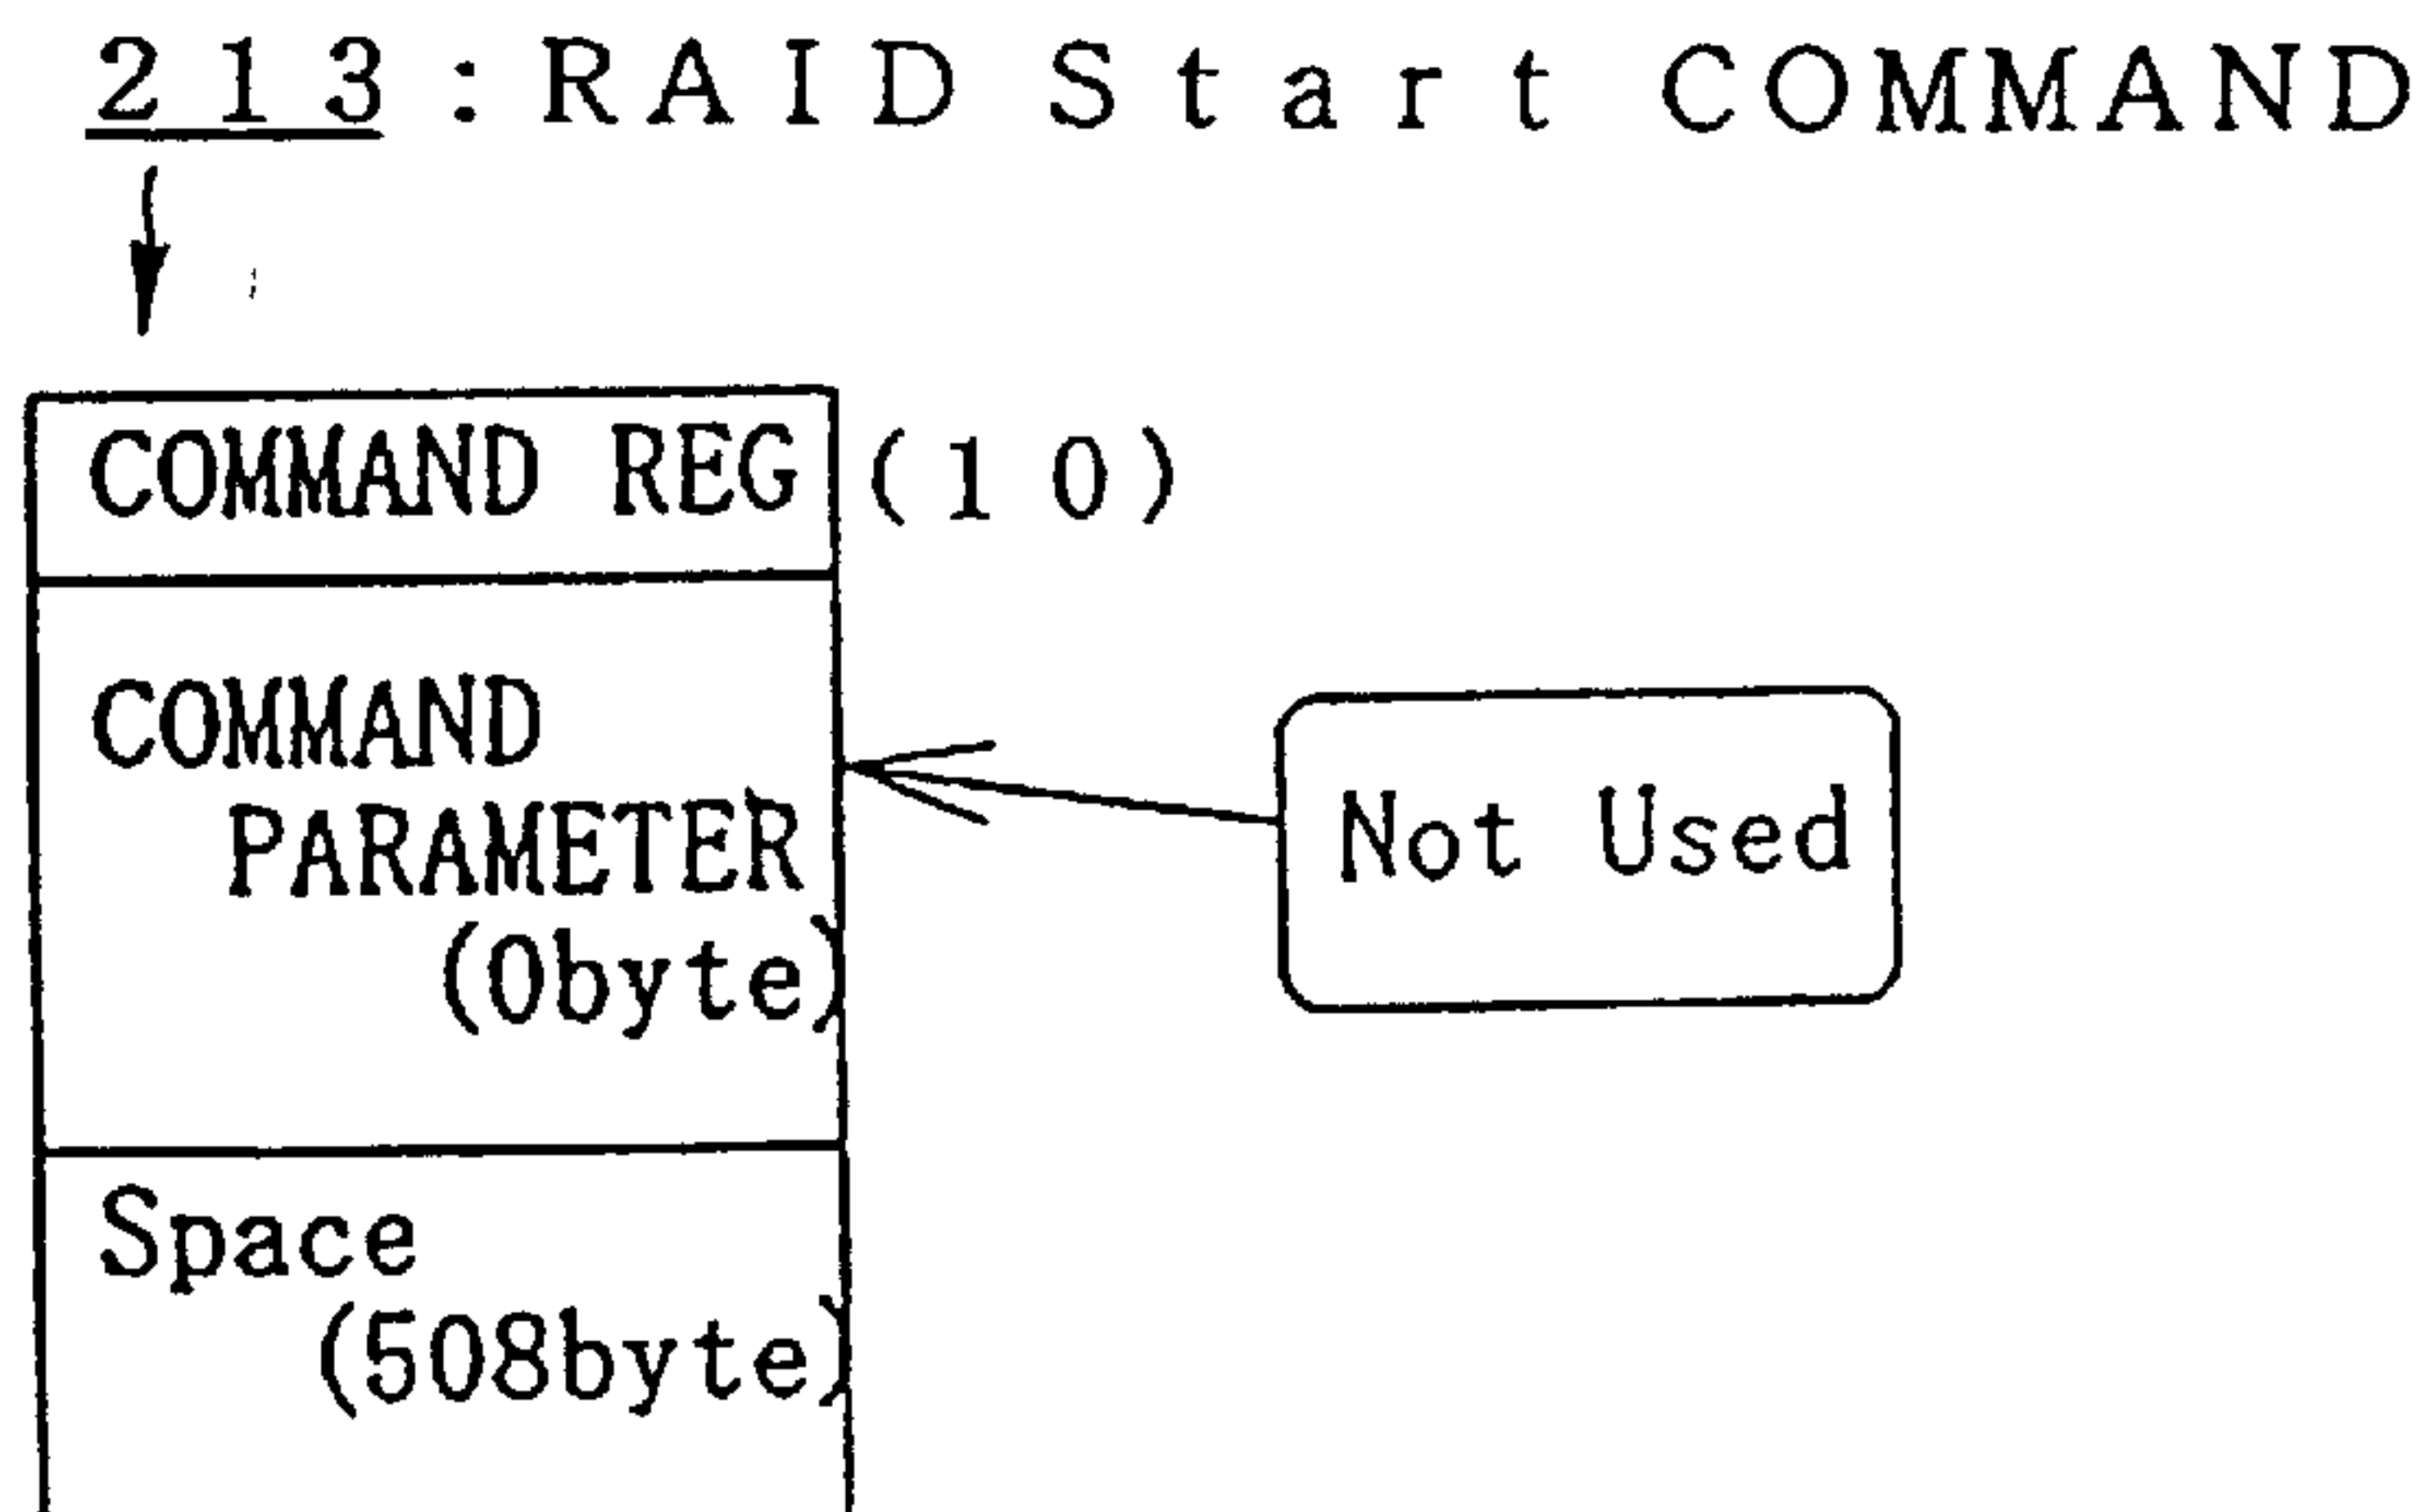 213:RAID Start COMMAND
COMMAND REG (10)
COMMAND
PARAMETER
(0byte)
Not Used
Space
(508byte)